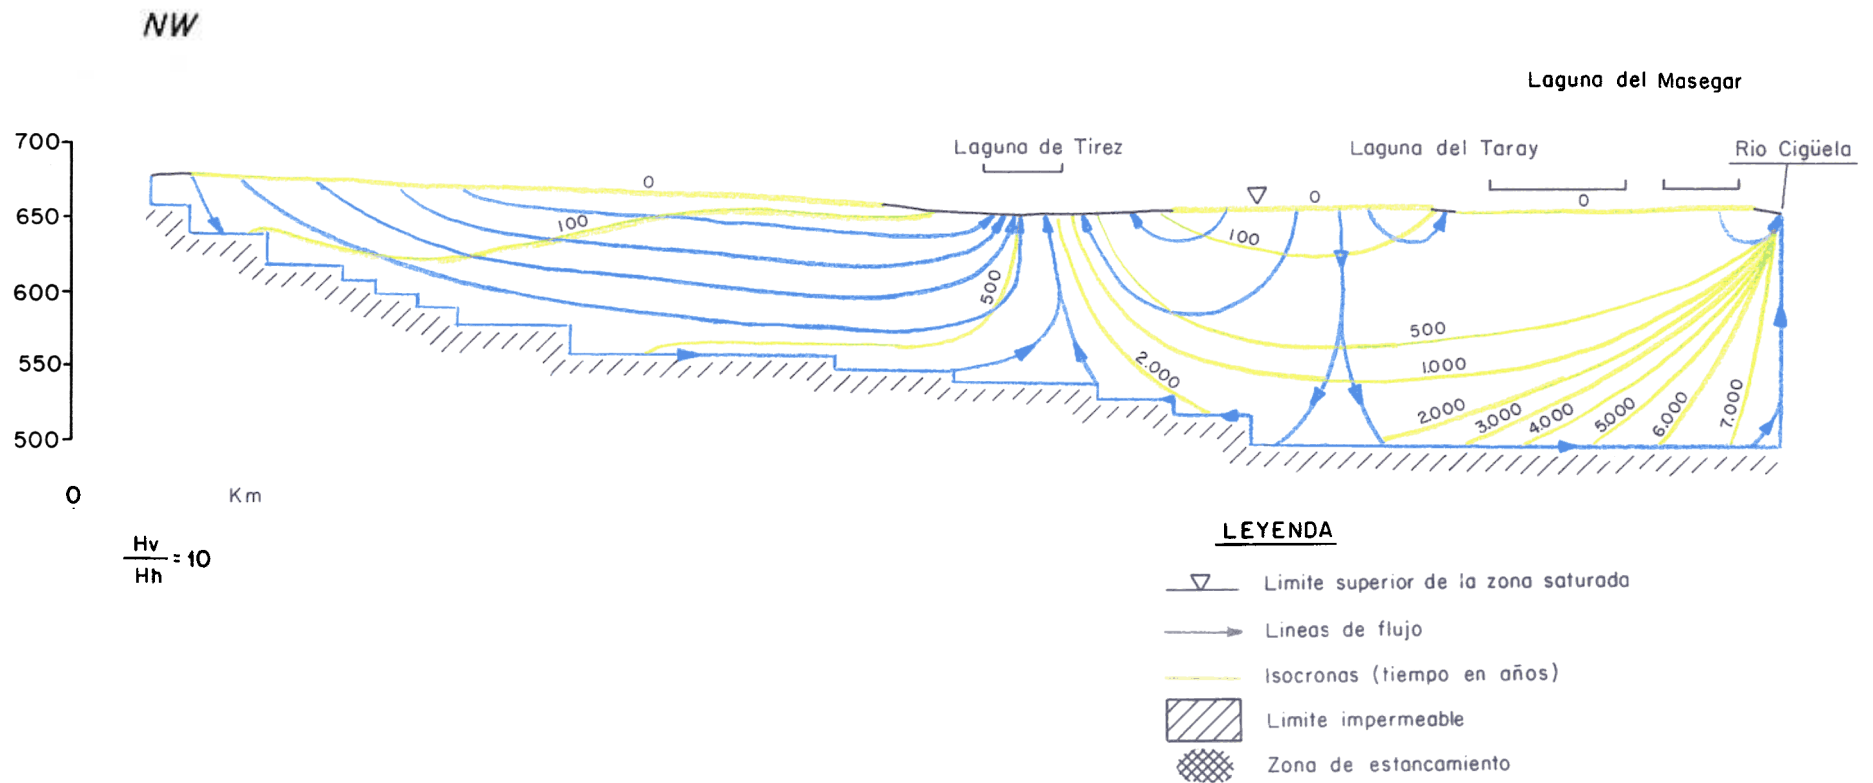 NW
Laguna del Masegar
Laguna de Tirez
Laguna del Taray
Rio Cigüela
700
650
600
550
500
0
Km
0
0
0
100
100
500
500
1.000
2.000
2.000
3.000
4.000
5.000
6.000
7.000
Hv
Hh
= 10
LEYENDA
Limite superior de la zona saturada
Lineas de flujo
Isocronas (tiempo en años)
Limite impermeable
Zona de estancamiento